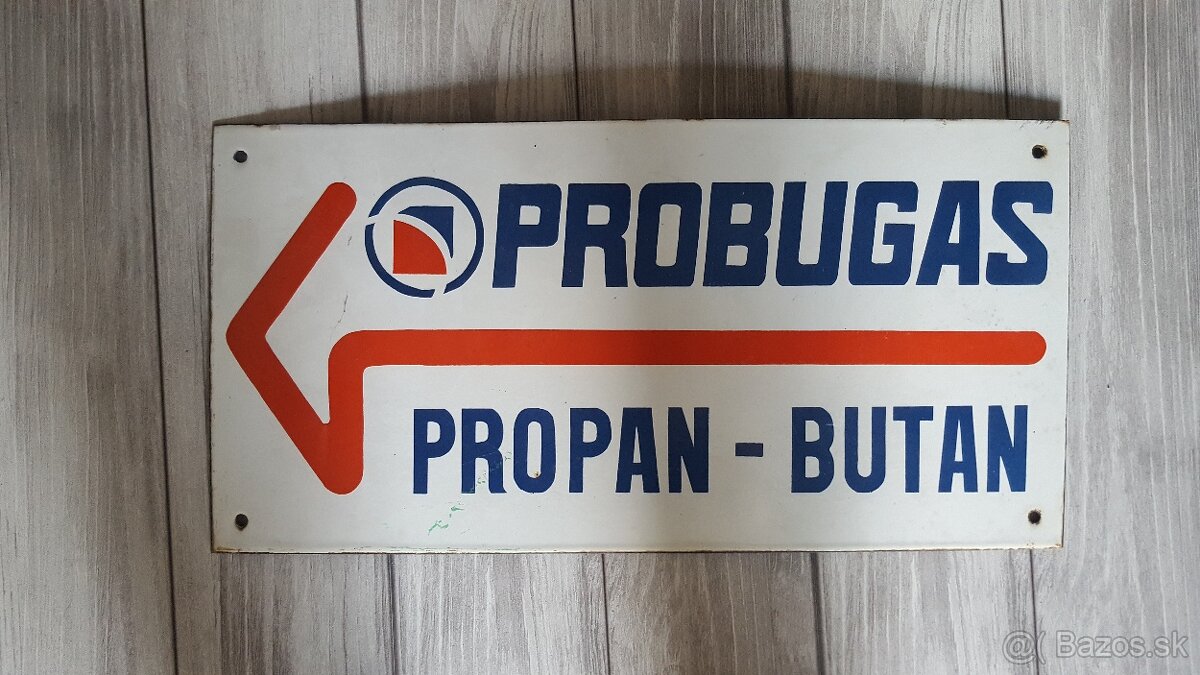 PROBUGAS
PROPAN - BUTAN
@( Bazos.sk